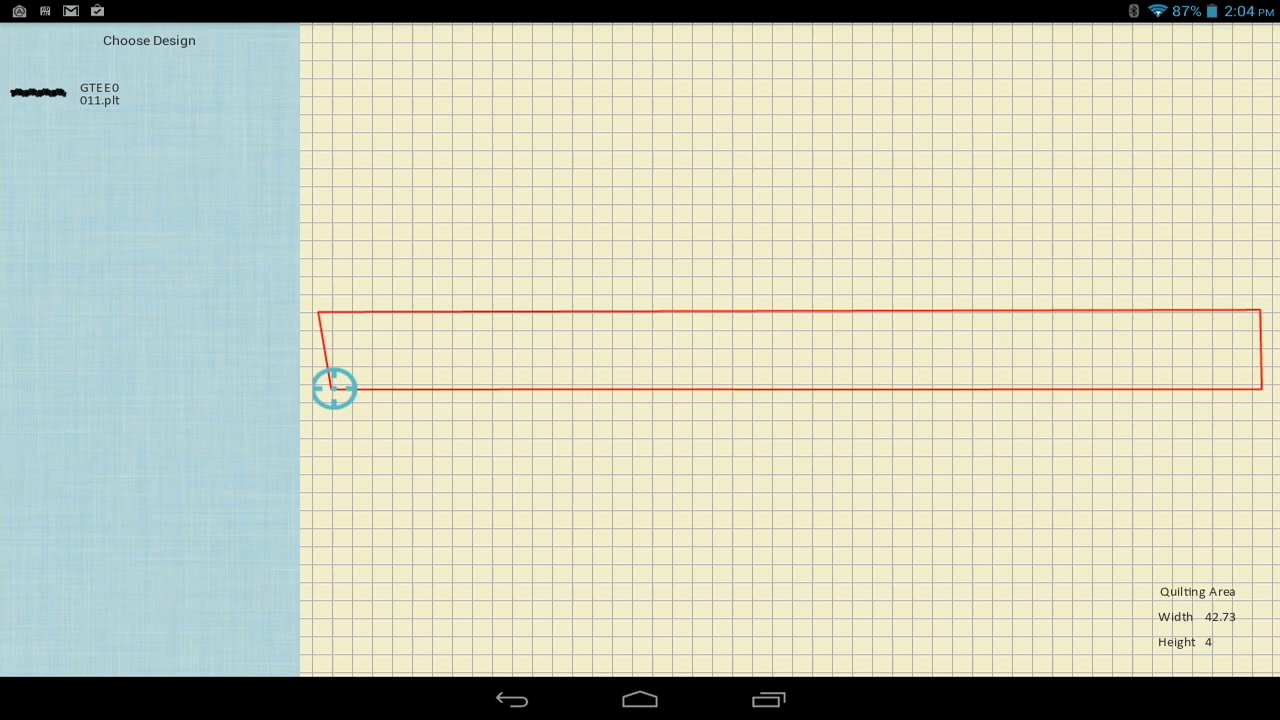 87% 2:04 PM
Choose Design
GTEE0
011.plt
Quilting Area
Width 42.73
Height 4